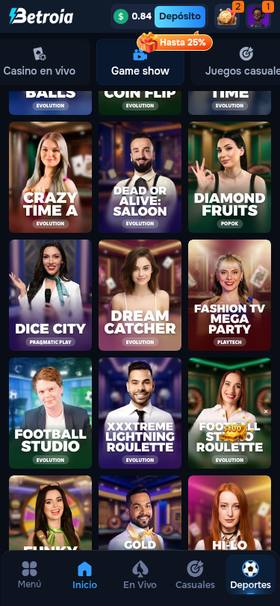 Betroia
$ 0.84 Depósito
2
1
Hasta 25%
Casino en vivo
Game show
Juegos casuales
BALLS
COIN FLIP
TIME
EVOLUTION
EVOLUTION
EVOLUTION
CRAZY
TIME A
EVOLUTION
DEAD OR
ALIVE:
SALOON
EVOLUTION
DIAMOND
FRUITS
POPOK
DICE CITY
PRAGMATIC PLAY
DREAM
CATCHER
EVOLUTION
FASHION TV
MEGA
PARTY
PLAYTECH
FOOTBALL
STUDIO
EVOLUTION
XXXTREME
LIGHTNING
ROULETTE
EVOLUTION
FOOTBALL
STUDIO
ROULETTE
EVOLUTION
FUNKY
GOLD
HI-LO
Menú
Inicio
En Vivo
Casuales
Deportes